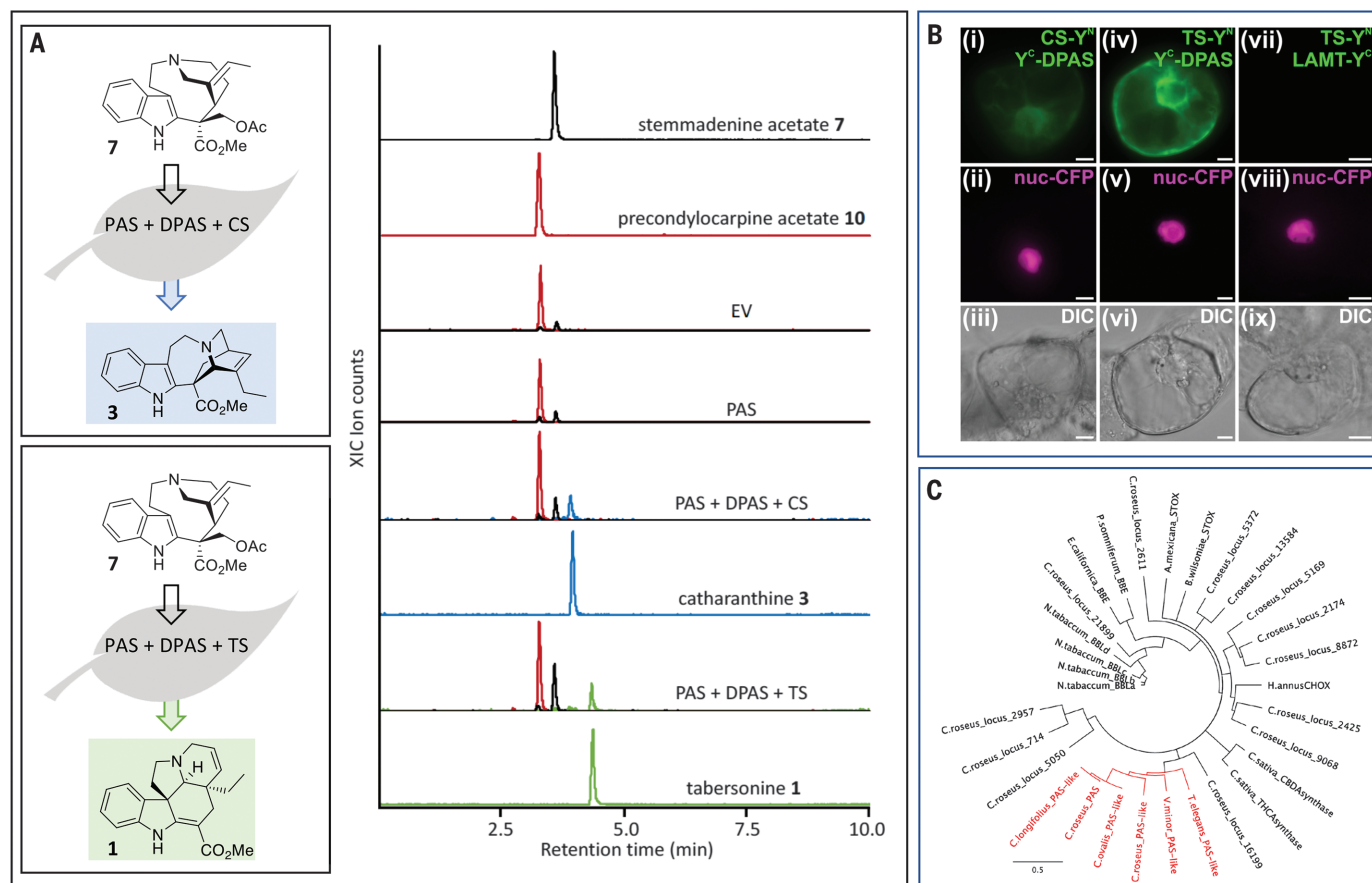 A
N
OAc
N
H
CO₂Me
7
PAS + DPAS + CS
N
N
H
CO₂Me
3
N
OAc
N
H
CO₂Me
7
PAS + DPAS + TS
N
H
N
H
CO₂Me
1
XIC Ion counts
stemmadenine acetate 7
precondylocarpine acetate 10
EV
PAS
PAS + DPAS + CS
catharanthine 3
PAS + DPAS + TS
tabersonine 1
2.5 5.0 7.5 10.0
Retention time (min)
B
(i) CS-Yᴺ
Yᶜ-DPAS
(iv) TS-Yᴺ
Yᶜ-DPAS
(vii) TS-Yᴺ
LAMT-Yᶜ
(ii) nuc-CFP
(v) nuc-CFP
(viii) nuc-CFP
(iii) DIC
(vi) DIC
(ix) DIC
C
N.tabaccum_BBLa
N.tabaccum_BBLb
N.tabaccum_BBLc
N.tabaccum_BBLd
C.roseus_locus_21899
E.californica_BBE
P.somniferum_BBE
C.roseus_locus_2611
A.mexicana_STOX
B.wilsoniae_STOX
C.roseus_locus_5372
C.roseus_locus_13584
C.roseus_locus_5169
C.roseus_locus_2174
C.roseus_locus_8872
H.annusCHOX
C.roseus_locus_2425
C.roseus_locus_9068
C.sativa_CBDAsynthase
C.sativa_THCAsynthase
C.roseus_locus_16199
T.elegans_PAS-like
V.minor_PAS-like
C.roseus_PAS-like
C.ovalis_PAS-like
C.roseus_PAS
C.longifolius_PAS-like
C.roseus_locus_5050
C.roseus_locus_714
C.roseus_locus_2957
0.5